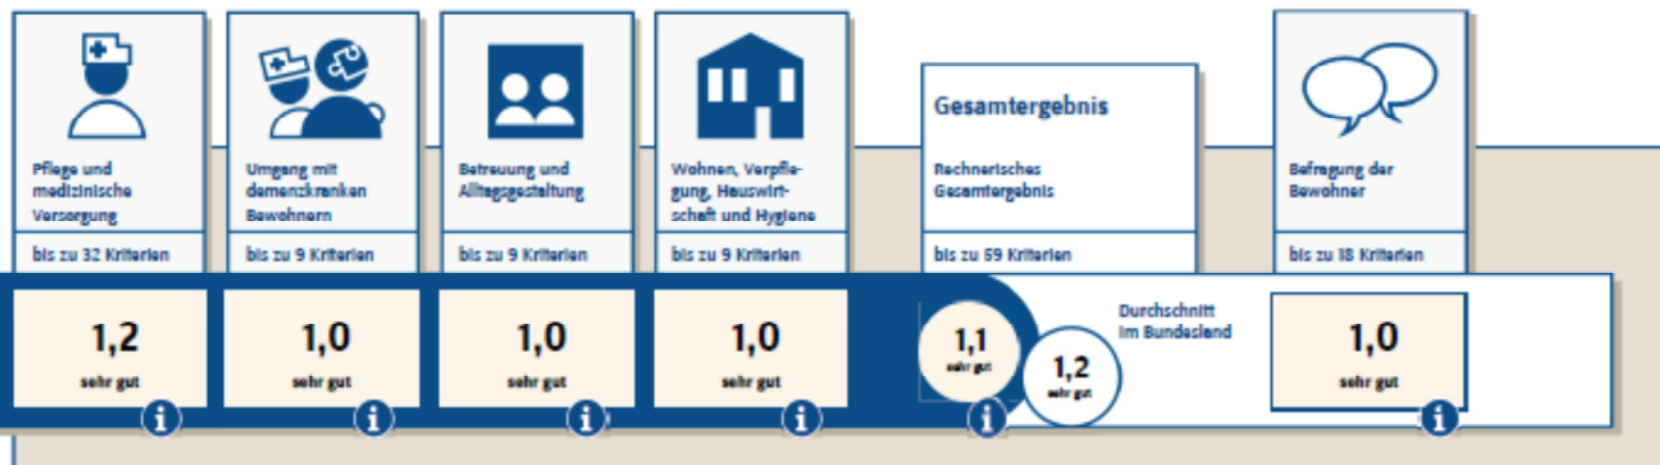 Pflege und
medizinische
Versorgung
bis zu 32 Kriterien
1,2
sehr gut
Umgang mit
demenzkranken
Bewohnern
bis zu 9 Kriterien
1,0
sehr gut
Betreuung und
Alltagsgestaltung
bis zu 9 Kriterien
1,0
sehr gut
Wohnen, Verpfle-
gung, Hauswirt-
schaft und Hygiene
bis zu 9 Kriterien
1,0
sehr gut
Gesamtergebnis
Rechnerisches
Gesamtergebnis
bis zu 59 Kriterien
1,1
sehr gut
1,2
sehr gut
Durchschnitt
im Bundesland
Befragung der
Bewohner
bis zu 18 Kriterien
1,0
sehr gut